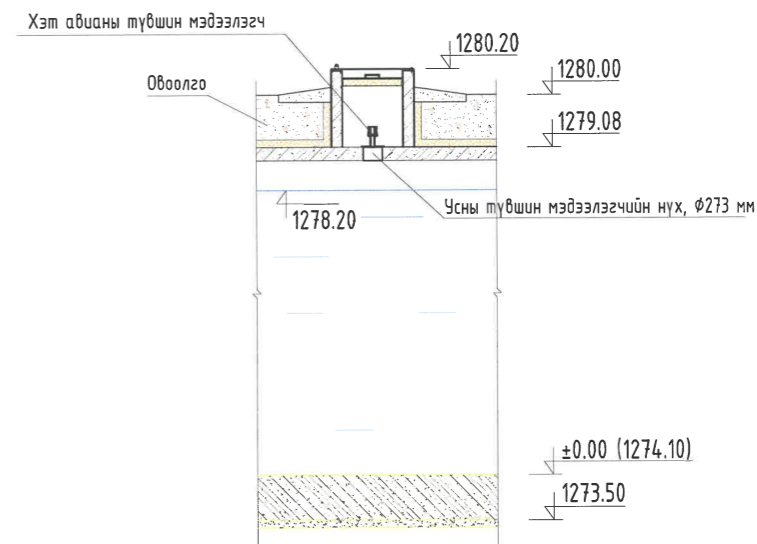 Хэт авианы түвшин мэдээлэгч
1280.20
1280.00
Овоолго
1279.08
Усны түвшин мэдээлэгчийн нүх, Ф273 мм
1278.20
±0.00 (1274.10)
1273.50